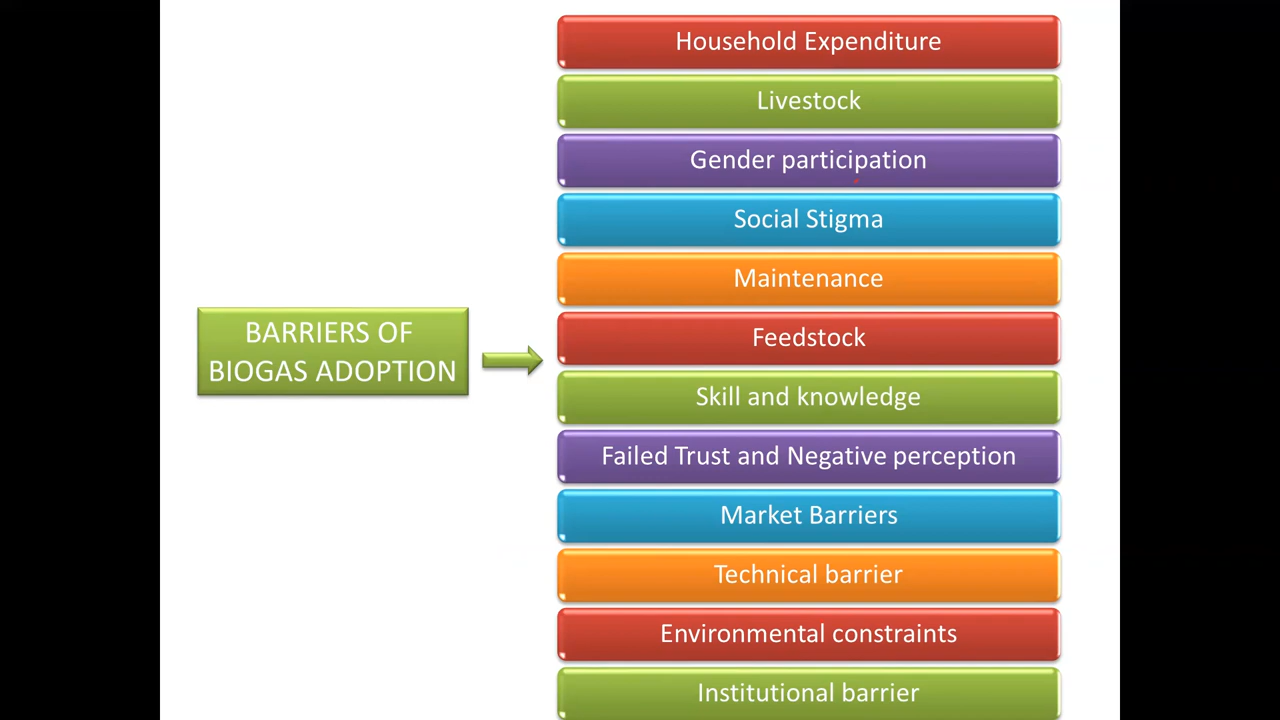 Household Expenditure
Livestock
Gender participation
Social Stigma
Maintenance
BARRIERS OF
BIOGAS ADOPTION
Feedstock
Skill and knowledge
Failed Trust and Negative perception
Market Barriers
Technical barrier
Environmental constraints
Institutional barrier